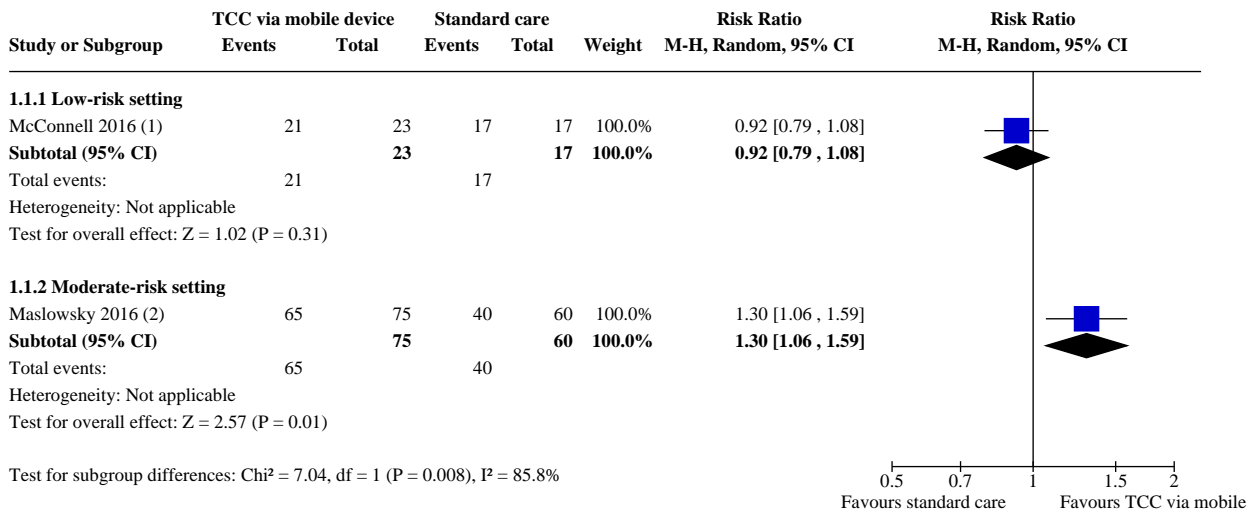 TCC via mobile device Standard care Risk Ratio Risk Ratio
Study or Subgroup Events Total Events Total Weight M-H, Random, 95% CI M-H, Random, 95% CI
1.1.1 Low-risk setting
McConnell 2016 (1) 21 23 17 17 100.0% 0.92 [0.79 , 1.08]
Subtotal (95% CI) 23 17 100.0% 0.92 [0.79 , 1.08]
Total events: 21 17
Heterogeneity: Not applicable
Test for overall effect: Z = 1.02 (P = 0.31)
1.1.2 Moderate-risk setting
Maslowsky 2016 (2) 65 75 40 60 100.0% 1.30 [1.06 , 1.59]
Subtotal (95% CI) 75 60 100.0% 1.30 [1.06 , 1.59]
Total events: 65 40
Heterogeneity: Not applicable
Test for overall effect: Z = 2.57 (P = 0.01)
Test for subgroup differences: Chi² = 7.04, df = 1 (P = 0.008), I² = 85.8%
0.5 0.7 1 1.5 2
Favours standard care Favours TCC via mobile